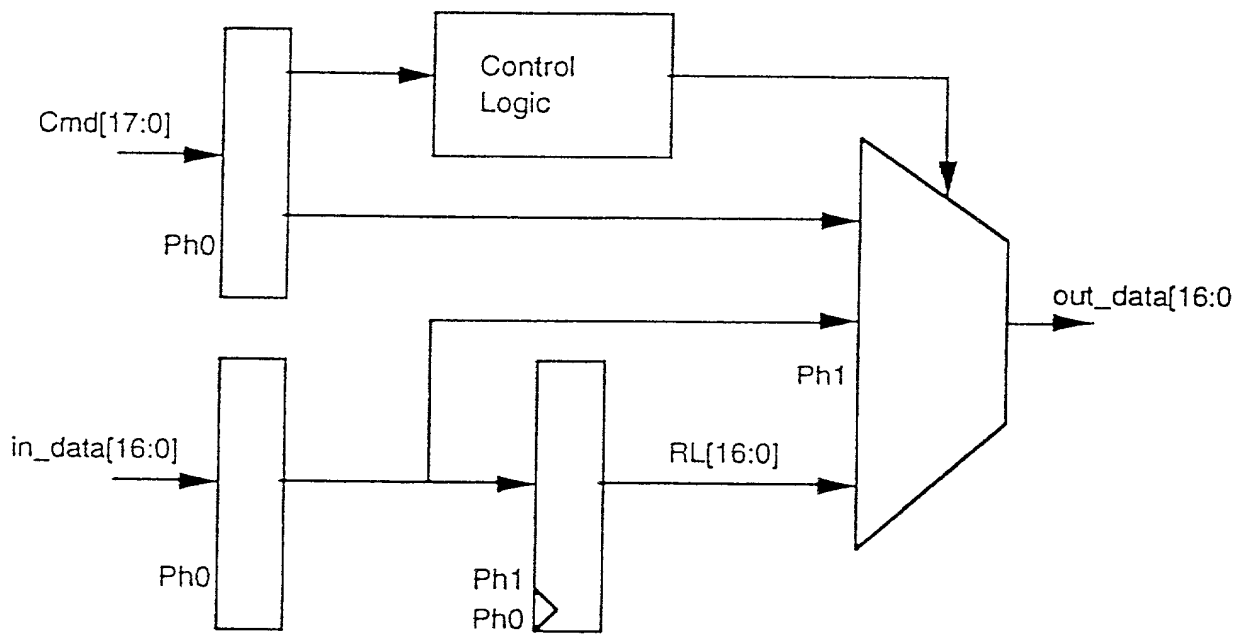 Control
Logic
Cmd[17:0]
Ph0
out_data[16:0
Ph1
in_data[16:0]
RL[16:0]
Ph0
Ph1
Ph0